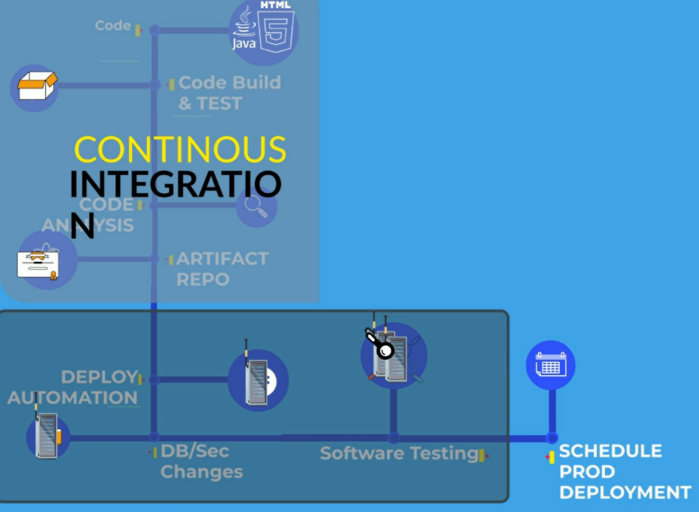 HTML
5
Code
Java
Code Build
& TEST
CONTINOUS
INTEGRATIO
N
CODE
ANALYSIS
ARTIFACT
REPO
DEPLOY
AUTOMATION
DB/Sec
Changes
Software Testing
SCHEDULE
PROD
DEPLOYMENT